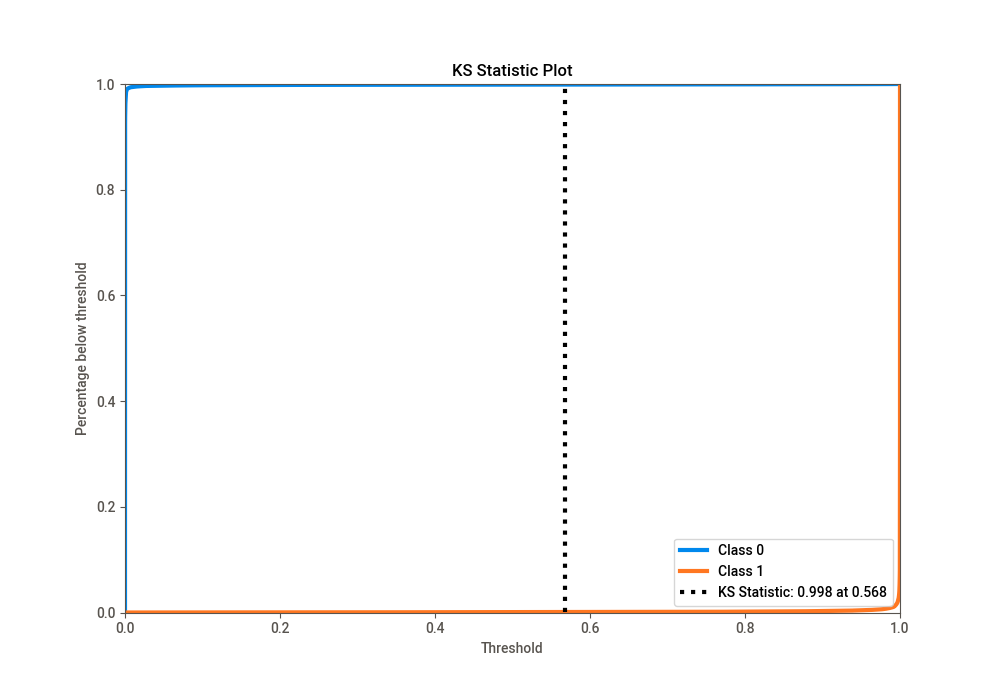 KS Statistic Plot
1.0
0.8
0.6
0.4
0.2
0.0
Percentage below threshold
0.0 0.2 0.4 0.6 0.8 1.0
Threshold
Class 0
Class 1
KS Statistic: 0.998 at 0.568